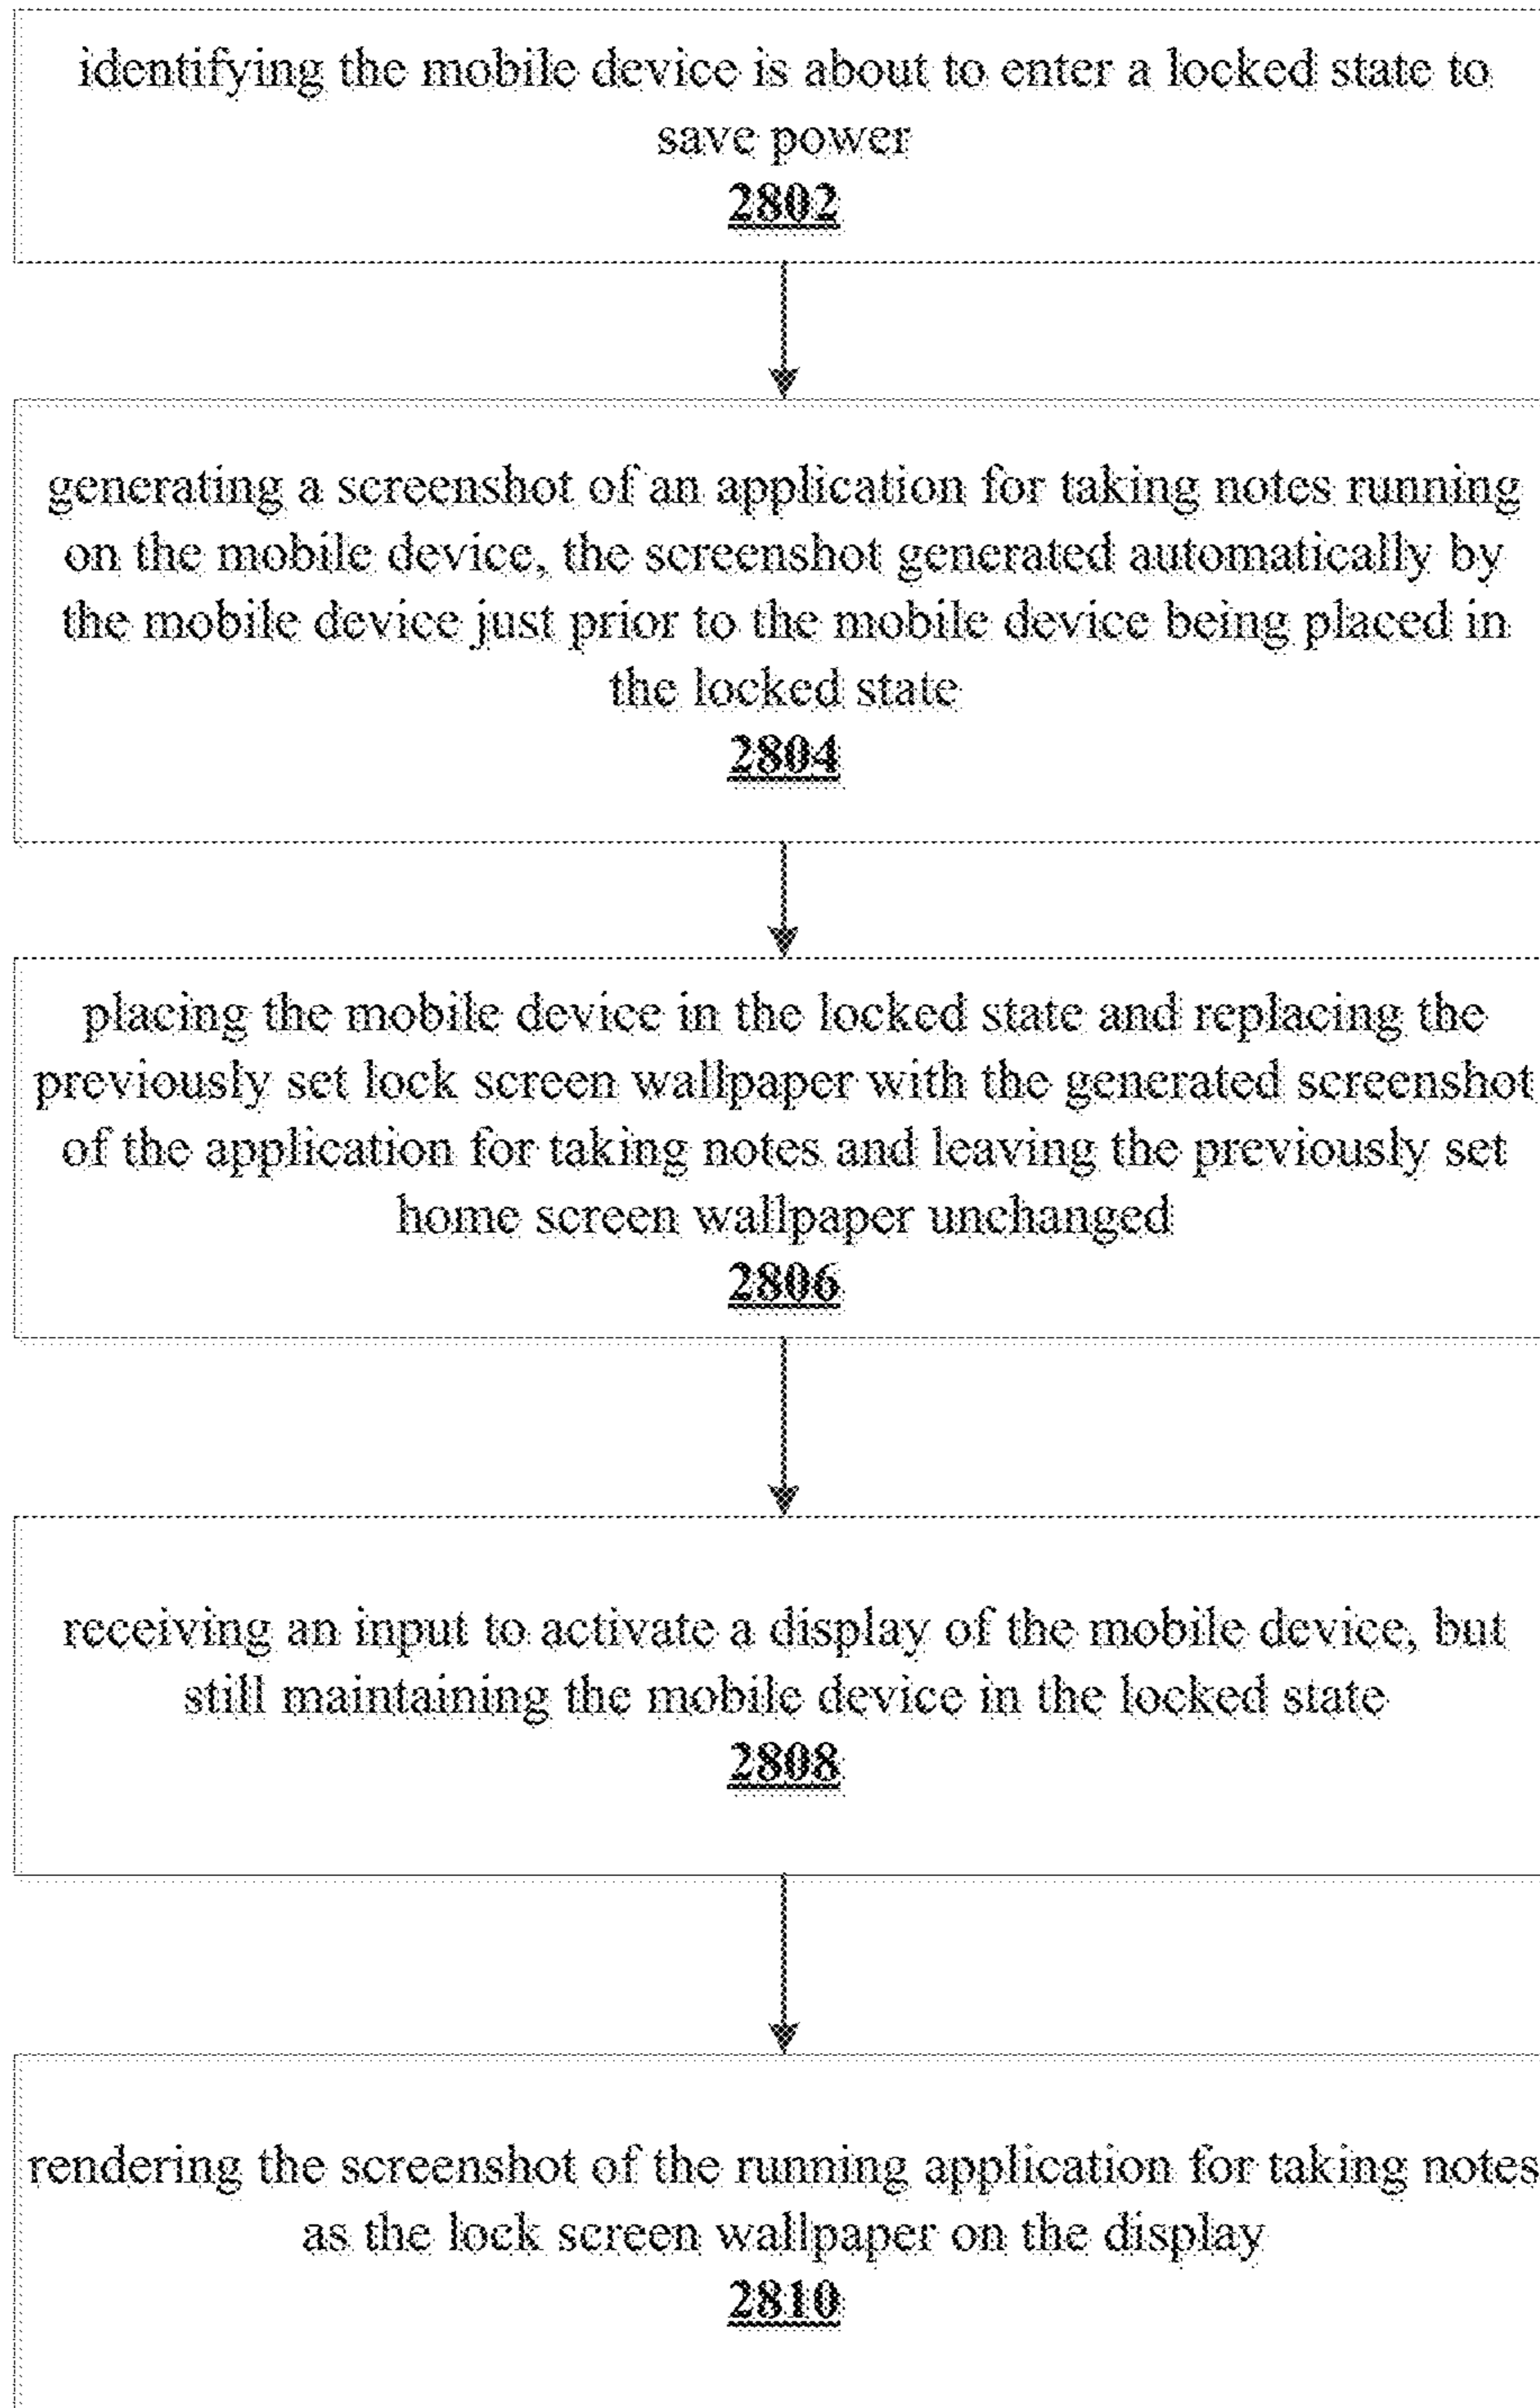 identifying the mobile device is about to enter a locked state to
save power
2802
generating a screenshot of an application for taking notes running
on the mobile device, the screenshot generated automatically by
the mobile device just prior to the mobile device being placed in
the locked state
2804
placing the mobile device in the locked state and replacing the
previously set lock screen wallpaper with the generated screenshot
of the application for taking notes and leaving the previously set
home screen wallpaper unchanged
2806
receiving an input to activate a display of the mobile device, but
still maintaining the mobile device in the locked state
2808
rendering the screenshot of the running application for taking notes
as the lock screen wallpaper on the display
2810